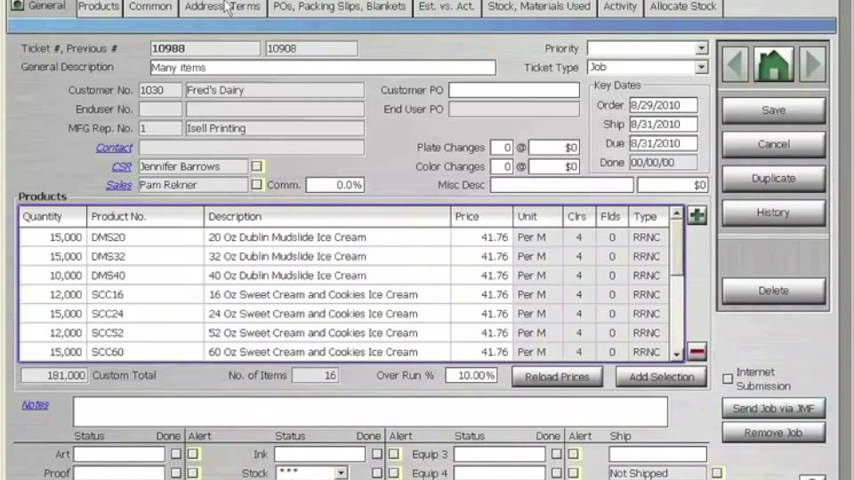 General Products Common Address, Terms POs, Packing Slips, Blankets Est. vs. Act. Stock, Materials Used Activity Allocate Stock
Ticket #, Previous # 10988 10908 Priority
General Description Many items Ticket Type Job
Customer No. 1030 Fred's Dairy Customer PO Key Dates
Order 8/29/2010
Enduser No. End User PO Ship 8/31/2010
MFG Rep. No. 1 Isell Printing Due 8/31/2010
Contact Plate Changes 0 @ $0 Done 00/00/00
CSR Jennifer Barrows Color Changes 0 @ $0
Sales Pam Rekner Comm. 0.0% Misc Desc $0
Save
Cancel
Duplicate
History
Delete
Products
Quantity Product No. Description Price Unit Clrs Flds Type
15,000 DMS20 20 Oz Dublin Mudslide Ice Cream 41.76 Per M 4 0 RRNC
15,000 DMS32 32 Oz Dublin Mudslide Ice Cream 41.76 Per M 4 0 RRNC
10,000 DMS40 40 Oz Dublin Mudslide Ice Cream 41.76 Per M 4 0 RRNC
12,000 SCC16 16 Oz Sweet Cream and Cookies Ice Cream 41.76 Per M 4 0 RRNC
15,000 SCC24 24 Oz Sweet Cream and Cookies Ice Cream 41.76 Per M 4 0 RRNC
12,000 SCC52 52 Oz Sweet Cream and Cookies Ice Cream 41.76 Per M 4 0 RRNC
15,000 SCC60 60 Oz Sweet Cream and Cookies Ice Cream 41.76 Per M 4 0 RRNC
181,000 Custom Total No. of Items 16 Over Run % 10.00% Reload Prices Add Selection
Internet
Submission
Notes
Send Job via JMF
Remove Job
Status Done Alert Status Done Alert Status Done Alert Ship
Art Ink Equip 3
Proof Stock *** Equip 4 Not Shipped